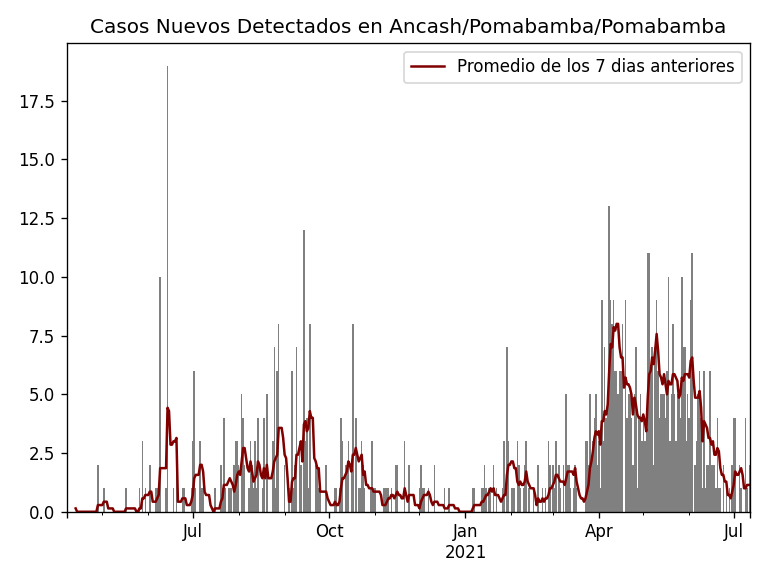 Casos Nuevos Detectados en Ancash/Pomabamba/Pomabamba
Promedio de los 7 dias anteriores
17.5
15.0
12.5
10.0
7.5
5.0
2.5
0.0
Jul
Oct
Jan
2021
Apr
Jul